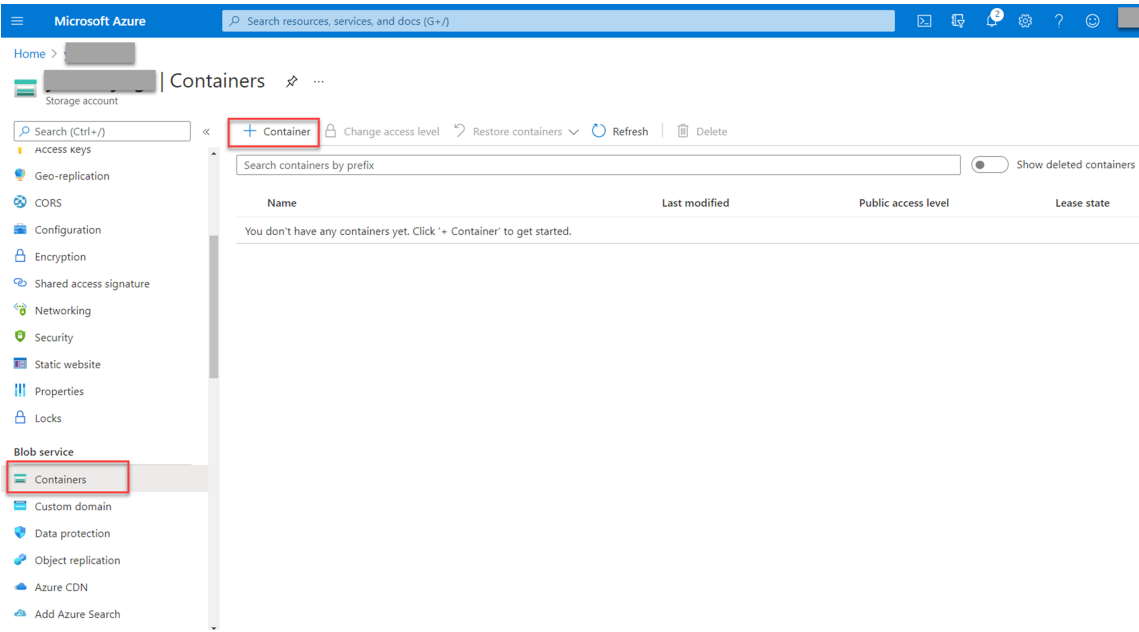 Microsoft Azure
Search resources, services, and docs (G+/)
2
Home >
| Containers
Storage account
Search (Ctrl+/)
Container
Change access level
Restore containers
Refresh
Delete
Access keys
Geo-replication
CORS
Configuration
Encryption
Shared access signature
Networking
Security
Static website
Properties
Locks
Blob service
Containers
Custom domain
Data protection
Object replication
Azure CDN
Add Azure Search
Search containers by prefix
Show deleted containers
Name Last modified Public access level Lease state
You don't have any containers yet. Click '+ Container' to get started.